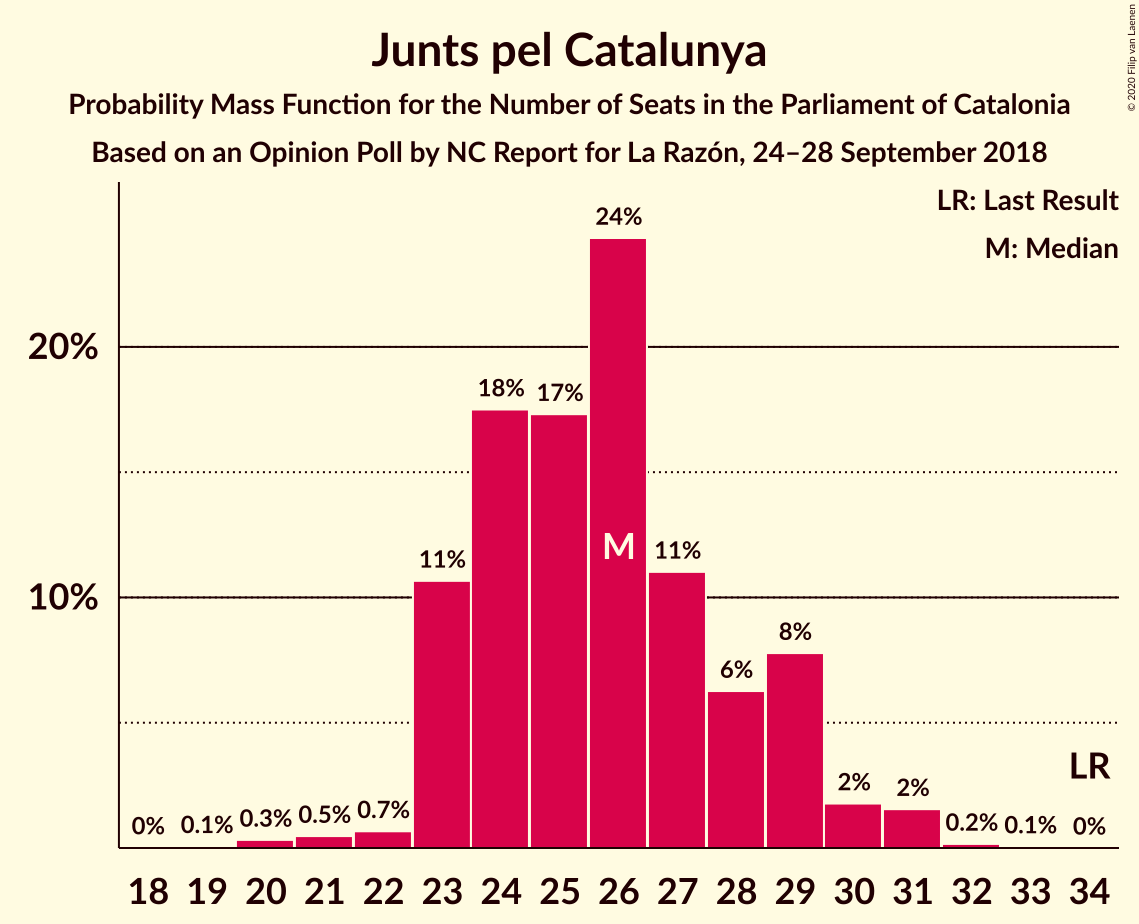 Junts pel Catalunya
Probability Mass Function for the Number of Seats in the Parliament of Catalonia
Based on an Opinion Poll by NC Report for La Razón, 24–28 September 2018
© 2020 Filip van Laenen
LR: Last Result
M: Median
20%
10%
0% 0.1% 0.3% 0.5% 0.7% 11% 18% 17% 24% 11% 6% 8% 2% 2% 0.2% 0.1% 0%
M
LR
18 19 20 21 22 23 24 25 26 27 28 29 30 31 32 33 34